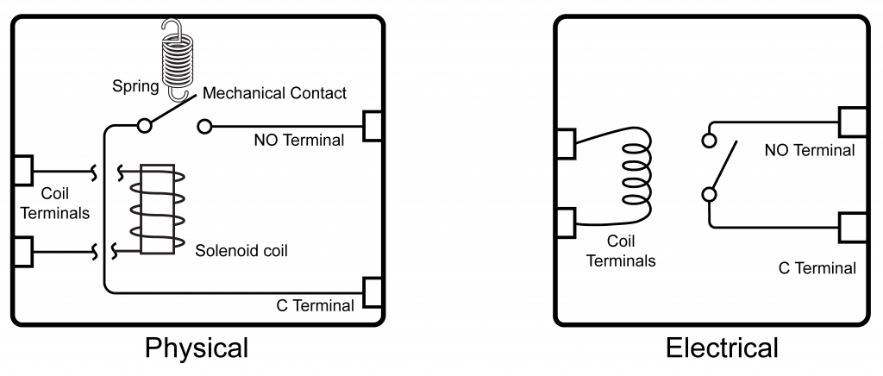 Spring
Mechanical Contact
NO Terminal
Coil
Terminals
Solenoid coil
C Terminal
Physical
NO Terminal
Coil
Terminals
C Terminal
Electrical